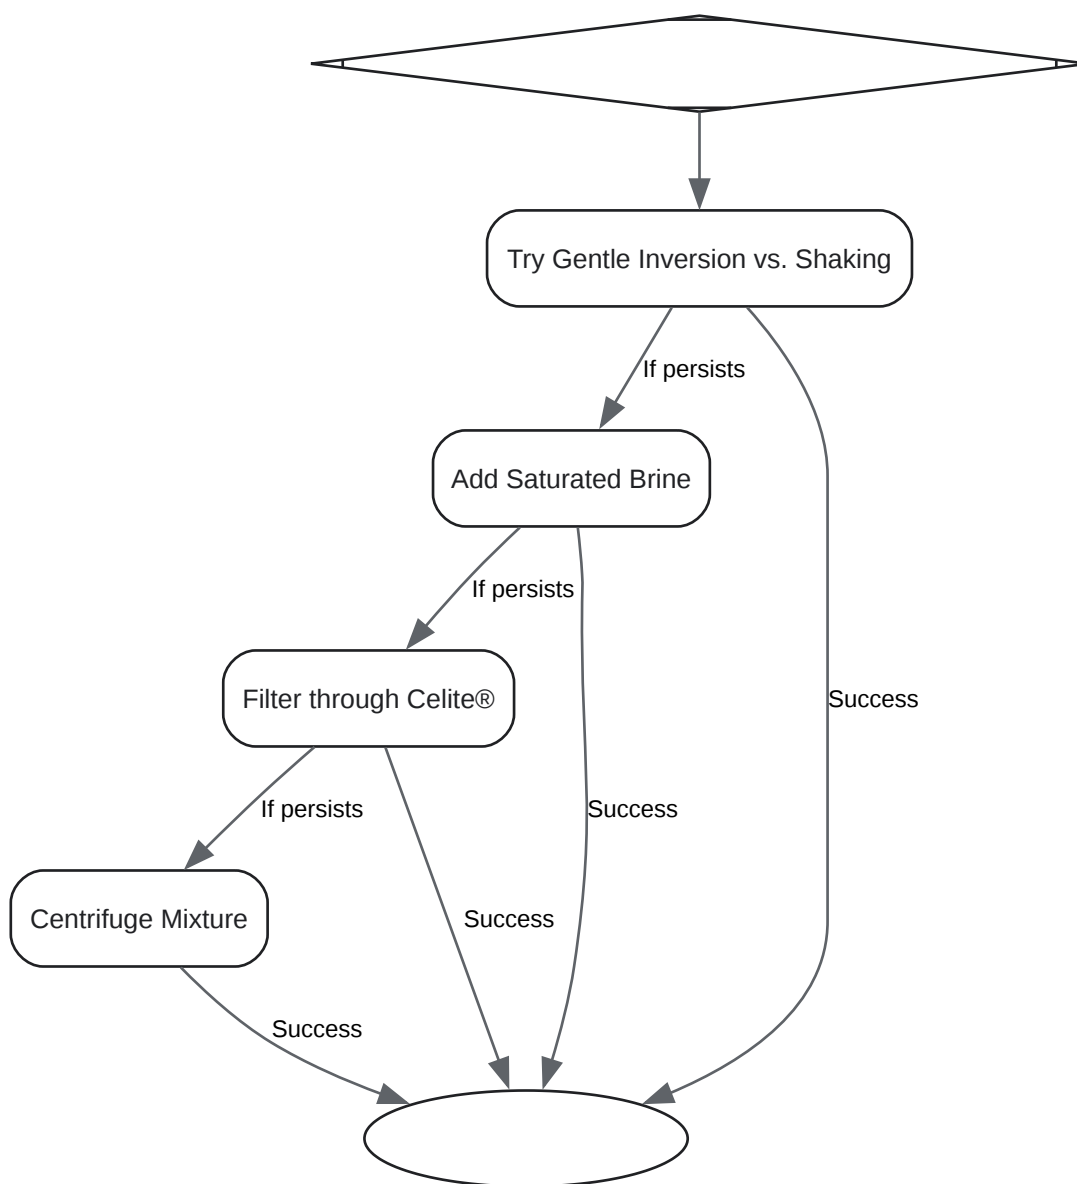 Try Gentle Inversion vs. Shaking
If persists
Add Saturated Brine
If persists
Filter through Celite®
Success
If persists
Success
Centrifuge Mixture
Success
Success